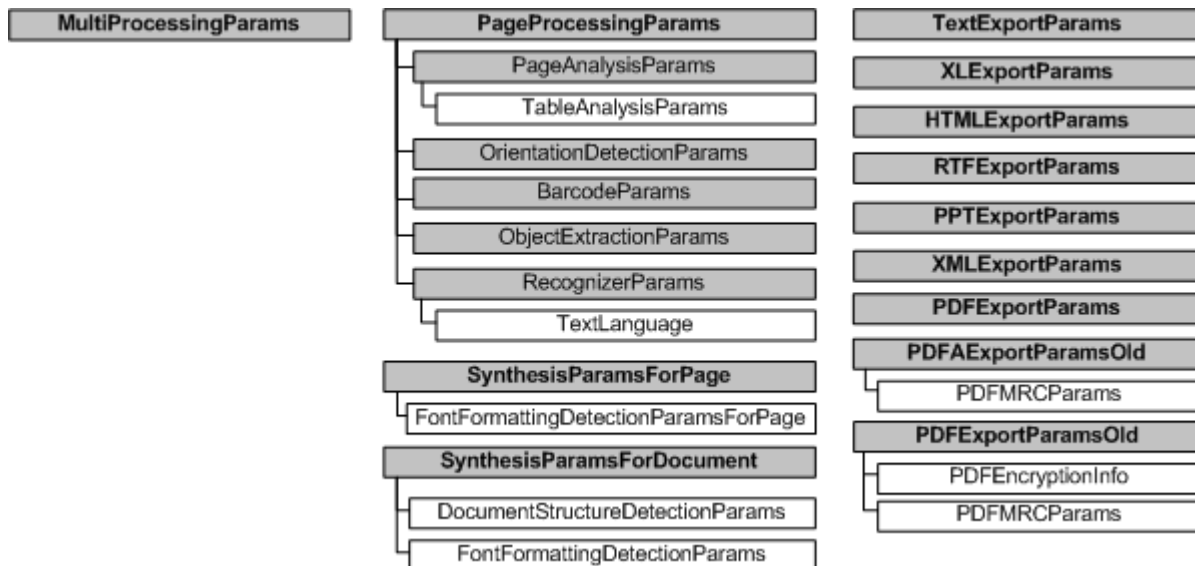 MultiProcessingParams
PageProcessingParams
PageAnalysisParams
TableAnalysisParams
OrientationDetectionParams
BarcodeParams
ObjectExtractionParams
RecognizerParams
TextLanguage
SynthesisParamsForPage
FontFormattingDetectionParamsForPage
SynthesisParamsForDocument
DocumentStructureDetectionParams
FontFormattingDetectionParams
TextExportParams
XLExportParams
HTMLExportParams
RTFExportParams
PPTExportParams
XMLExportParams
PDFExportParams
PDFAExportParamsOld
PDFMRCParams
PDFExportParamsOld
PDFEncryptionInfo
PDFMRCParams